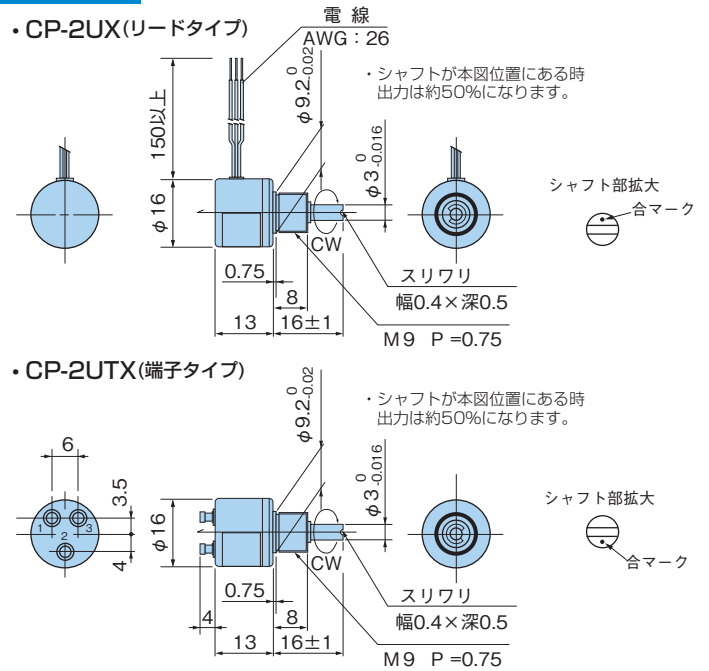 ・CP-2UX(リードタイプ)
電 線
AWG：26
φ9.2 0 -0.02
・シャフトが本図位置にある時
出力は約50%になります。
150以上
φ16
φ3 0 -0.016
シャフト部拡大
合マーク
CW
0.75
8
13
16±1
スリワリ
幅0.4×深0.5
M9 P=0.75
・CP-2UTX(端子タイプ)
φ9.2 0 -0.02
・シャフトが本図位置にある時
出力は約50%になります。
6
3.5
1
2
3
4
φ16
φ3 0 -0.016
シャフト部拡大
合マーク
CW
0.75
4
8
13
16±1
スリワリ
幅0.4×深0.5
M9 P=0.75